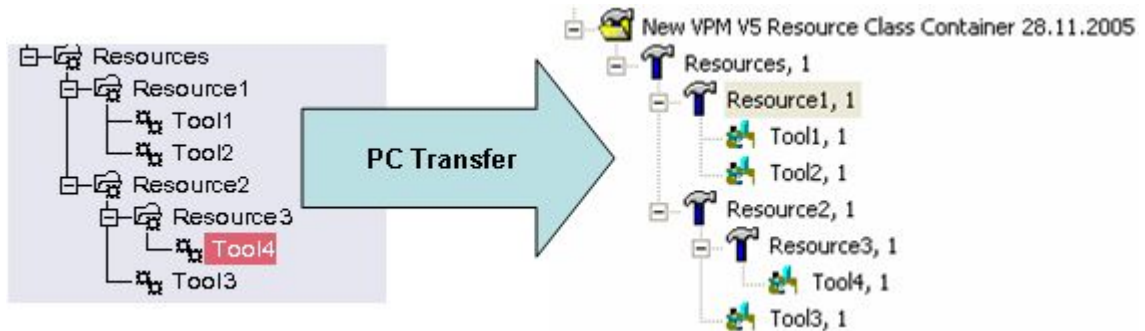 Resources
Resource1
Tool1
Tool2
Resource2
Resource3
Tool4
Tool3
PC Transfer
New VPM V5 Resource Class Container 28.11.2005
Resources, 1
Resource1, 1
Tool1, 1
Tool2, 1
Resource2, 1
Resource3, 1
Tool4, 1
Tool3, 1